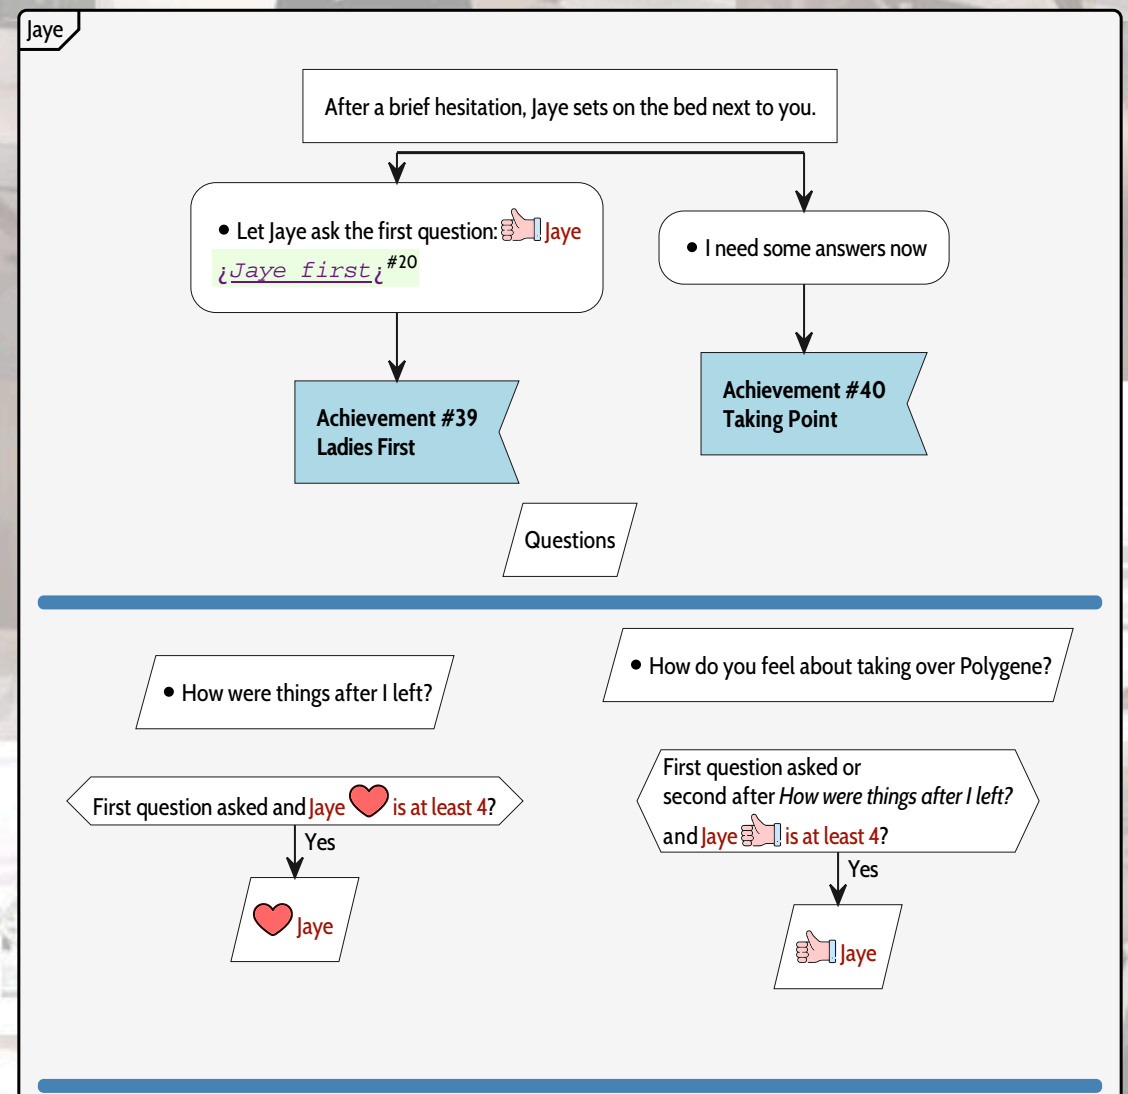 Jaye
After a brief hesitation, Jaye sets on the bed next to you.
• Let Jaye ask the first question: Jaye
¿Jaye first¿#20
• I need some answers now
Achievement #39
Ladies First
Achievement #40
Taking Point
Questions
• How were things after I left?
• How do you feel about taking over Polygene?
First question asked and Jaye is at least 4?
Yes
Jaye
First question asked or
second after How were things after I left?
and Jaye is at least 4?
Yes
Jaye